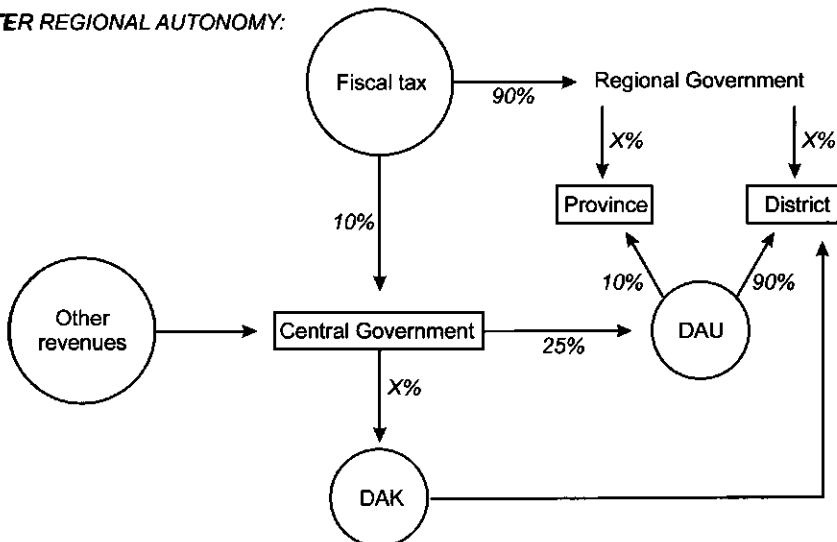 TER REGIONAL AUTONOMY:
Fiscal tax
90%
Regional Government
X%
X%
Province
District
10%
10%
90%
Other
revenues
Central Government
25%
DAU
X%
DAK